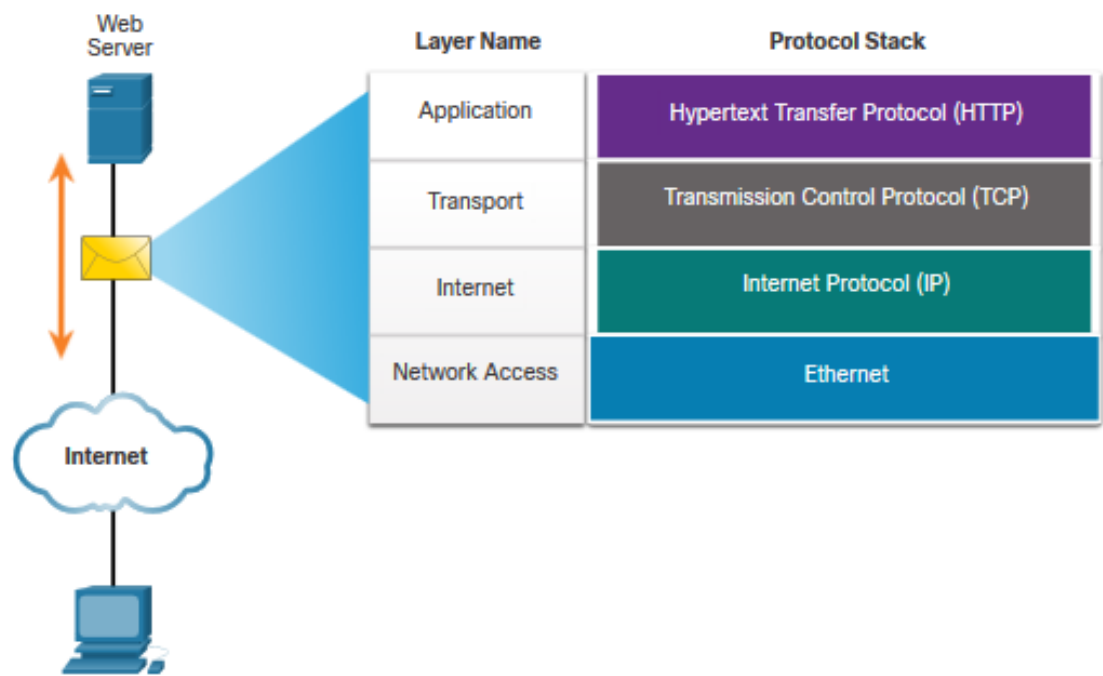 Web
Server
Layer Name
Protocol Stack
Application
Hypertext Transfer Protocol (HTTP)
Transport
Transmission Control Protocol (TCP)
Internet
Internet Protocol (IP)
Network Access
Ethernet
Internet